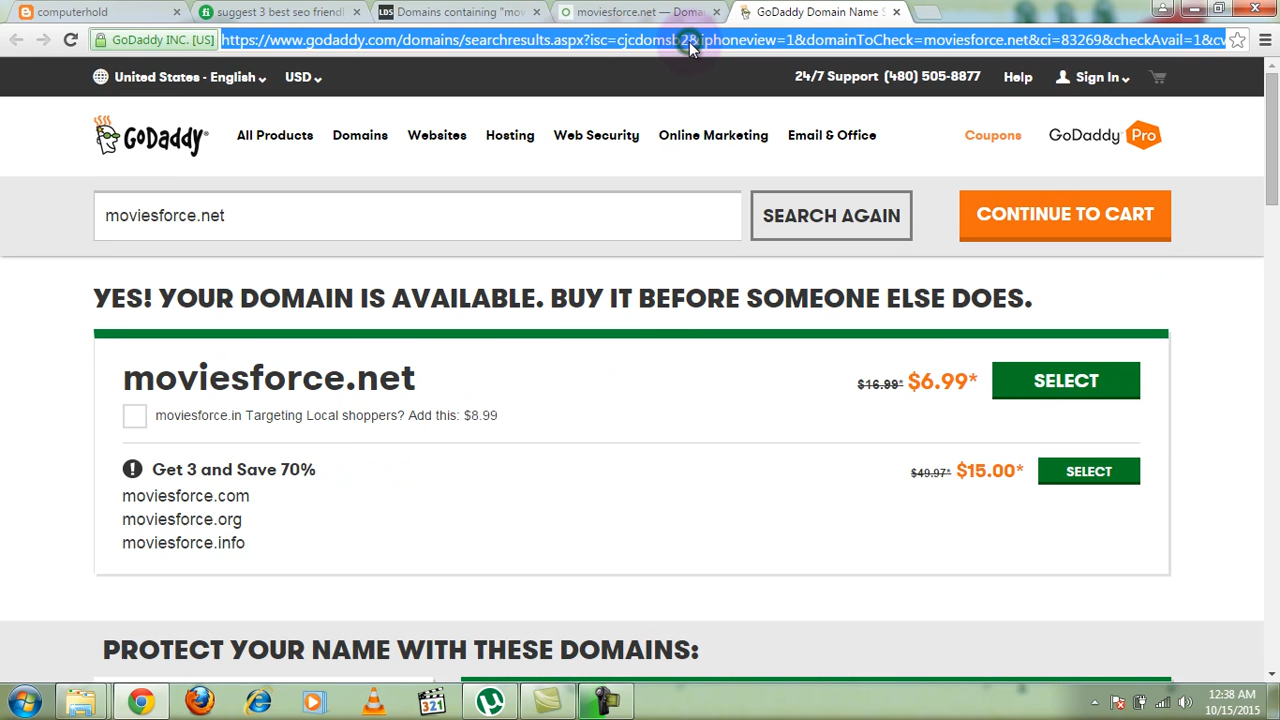 computerhold
suggest 3 best seo friendl
LDS
Domains containing "mov
moviesforce.net — Doma
GoDaddy Domain Name S
GoDaddy INC. [US]
https://www.godaddy.com/domains/searchresults.aspx?isc=cjcdomsb2&iphoneview=1&domainToCheck=moviesforce.net&ci=83269&checkAvail=1&cv
United States - English
USD
24/7 Support (480) 505-8877
Help
Sign In
GoDaddy
All Products
Domains
Websites
Hosting
Web Security
Online Marketing
Email & Office
Coupons
GoDaddy Pro
moviesforce.net
SEARCH AGAIN
CONTINUE TO CART
YES! YOUR DOMAIN IS AVAILABLE. BUY IT BEFORE SOMEONE ELSE DOES.
moviesforce.net
$16.99* $6.99*
SELECT
moviesforce.in Targeting Local shoppers? Add this: $8.99
Get 3 and Save 70%
$49.97* $15.00*
SELECT
moviesforce.com
moviesforce.org
moviesforce.info
PROTECT YOUR NAME WITH THESE DOMAINS:
321
12:38 AM
10/15/2015